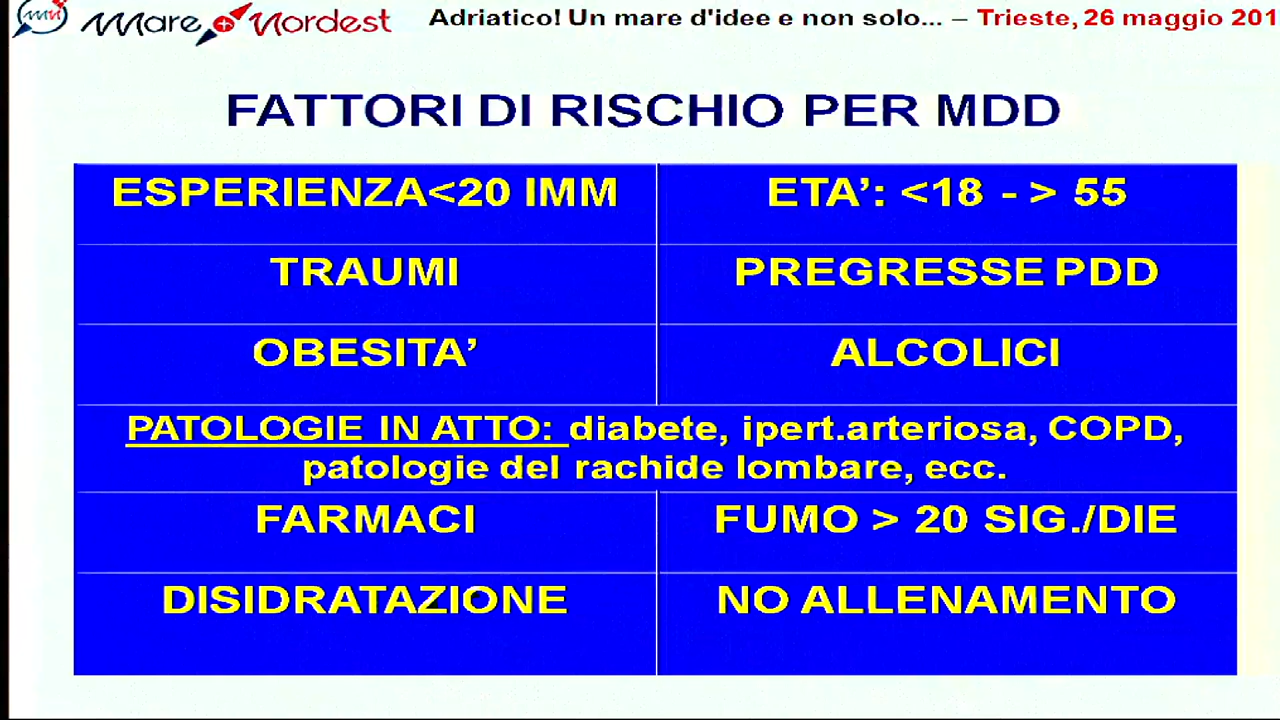 Mare Nordest
Adriatico! Un mare d'idee e non solo... – Trieste, 26 maggio 201
FATTORI DI RISCHIO PER MDD
ESPERIENZA<20 IMM
ETA’: <18 - > 55
TRAUMI
PREGRESSE PDD
OBESITA’
ALCOLICI
PATOLOGIE IN ATTO: diabete, ipert.arteriosa, COPD,
patologie del rachide lombare, ecc.
FARMACI
FUMO > 20 SIG./DIE
DISIDRATAZIONE
NO ALLENAMENTO